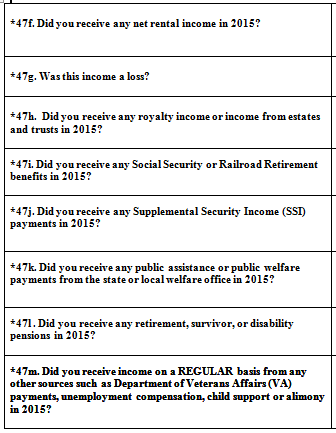 *47f. Did you receive any net rental income in 2015?
*47g. Was this income a loss?
*47h. Did you receive any royalty income or income from estates
and trusts in 2015?
*47i. Did you receive any Social Security or Railroad Retirement
benefits in 2015?
*47j. Did you receive any Supplemental Security Income (SSI)
payments in 2015?
*47k. Did you receive any public assistance or public welfare
payments from the state or local welfare office in 2015?
*47l. Did you receive any retirement, survivor, or disability
pensions in 2015?
*47m. Did you receive income on a REGULAR basis from any
other sources such as Department of Veterans Affairs (VA)
payments, unemployment compensation, child support or alimony
in 2015?